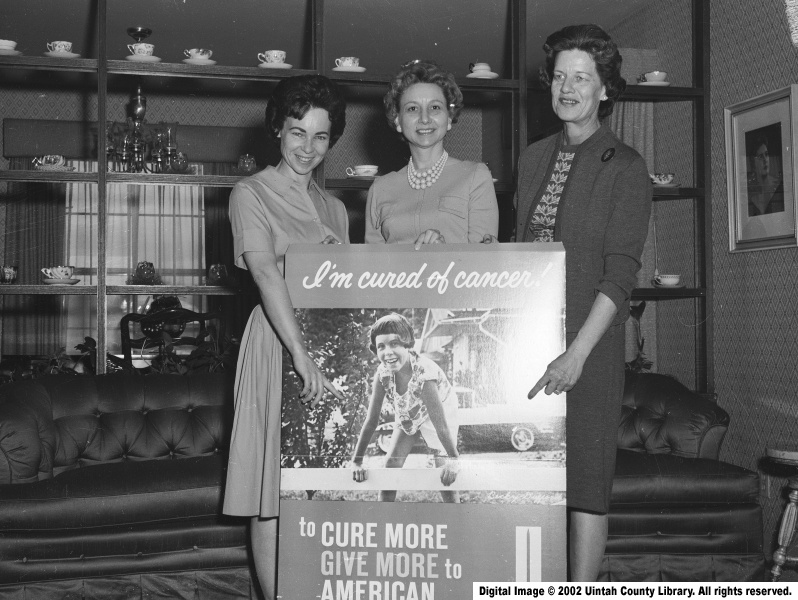 I'm cured of cancer!
to CURE MORE
GIVE MORE to
AMERICAN
Digital Image © 2002 Uintah County Library. All rights reserved.